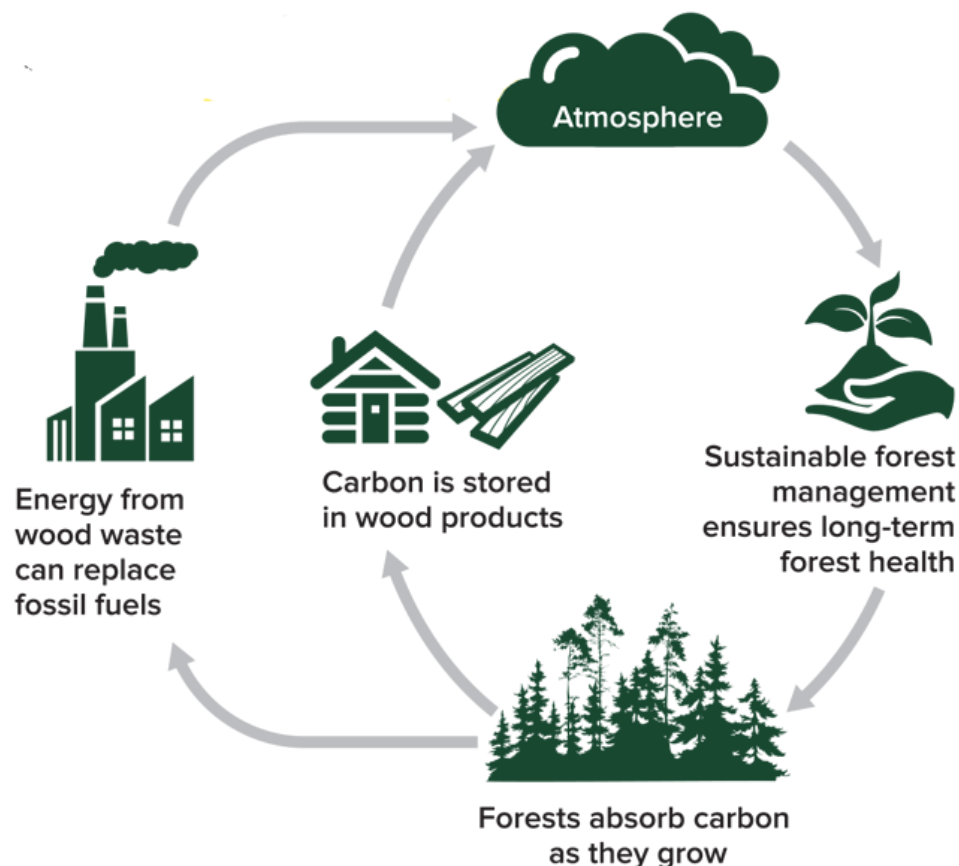 Atmosphere
Energy from
wood waste
can replace
fossil fuels
Carbon is stored
in wood products
Sustainable forest
management
ensures long-term
forest health
Forests absorb carbon
as they grow